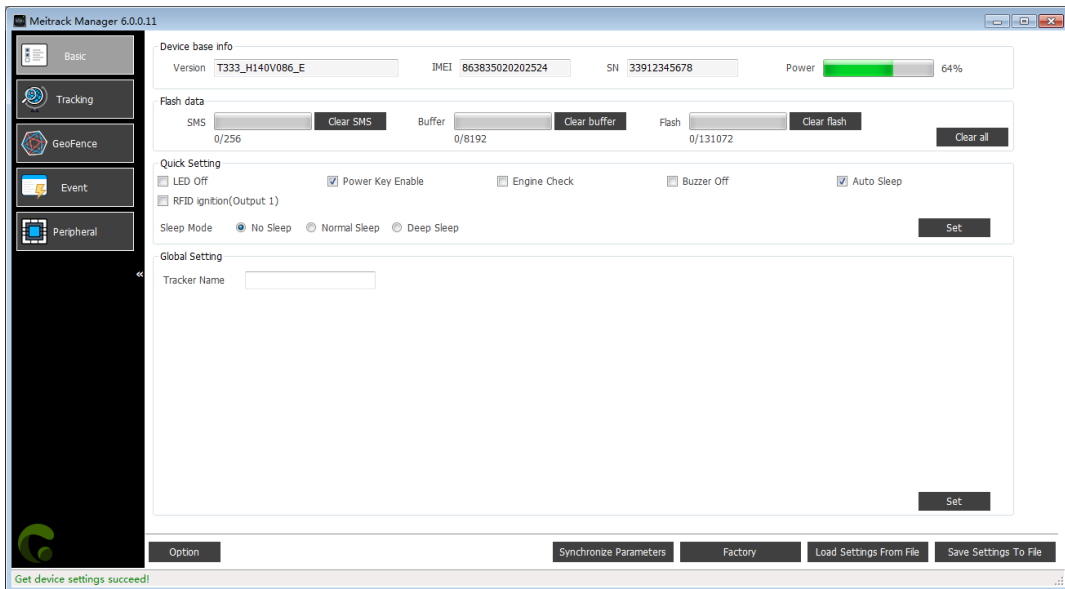 Meitrack Manager 6.0.0.11
Basic
Tracking
GeoFence
Event
Peripheral
«
Device base info
Version T333_H140V086_E IMEI 863835020202524 SN 33912345678 Power 64%
Flash data
SMS Clear SMS Buffer Clear buffer Flash Clear flash
0/256 0/8192 0/131072 Clear all
Quick Setting
LED Off Power Key Enable Engine Check Buzzer Off Auto Sleep
RFID ignition(Output 1)
Sleep Mode No Sleep Normal Sleep Deep Sleep Set
Global Setting
Tracker Name
Set
Option Synchronize Parameters Factory Load Settings From File Save Settings To File
Get device settings succeed!